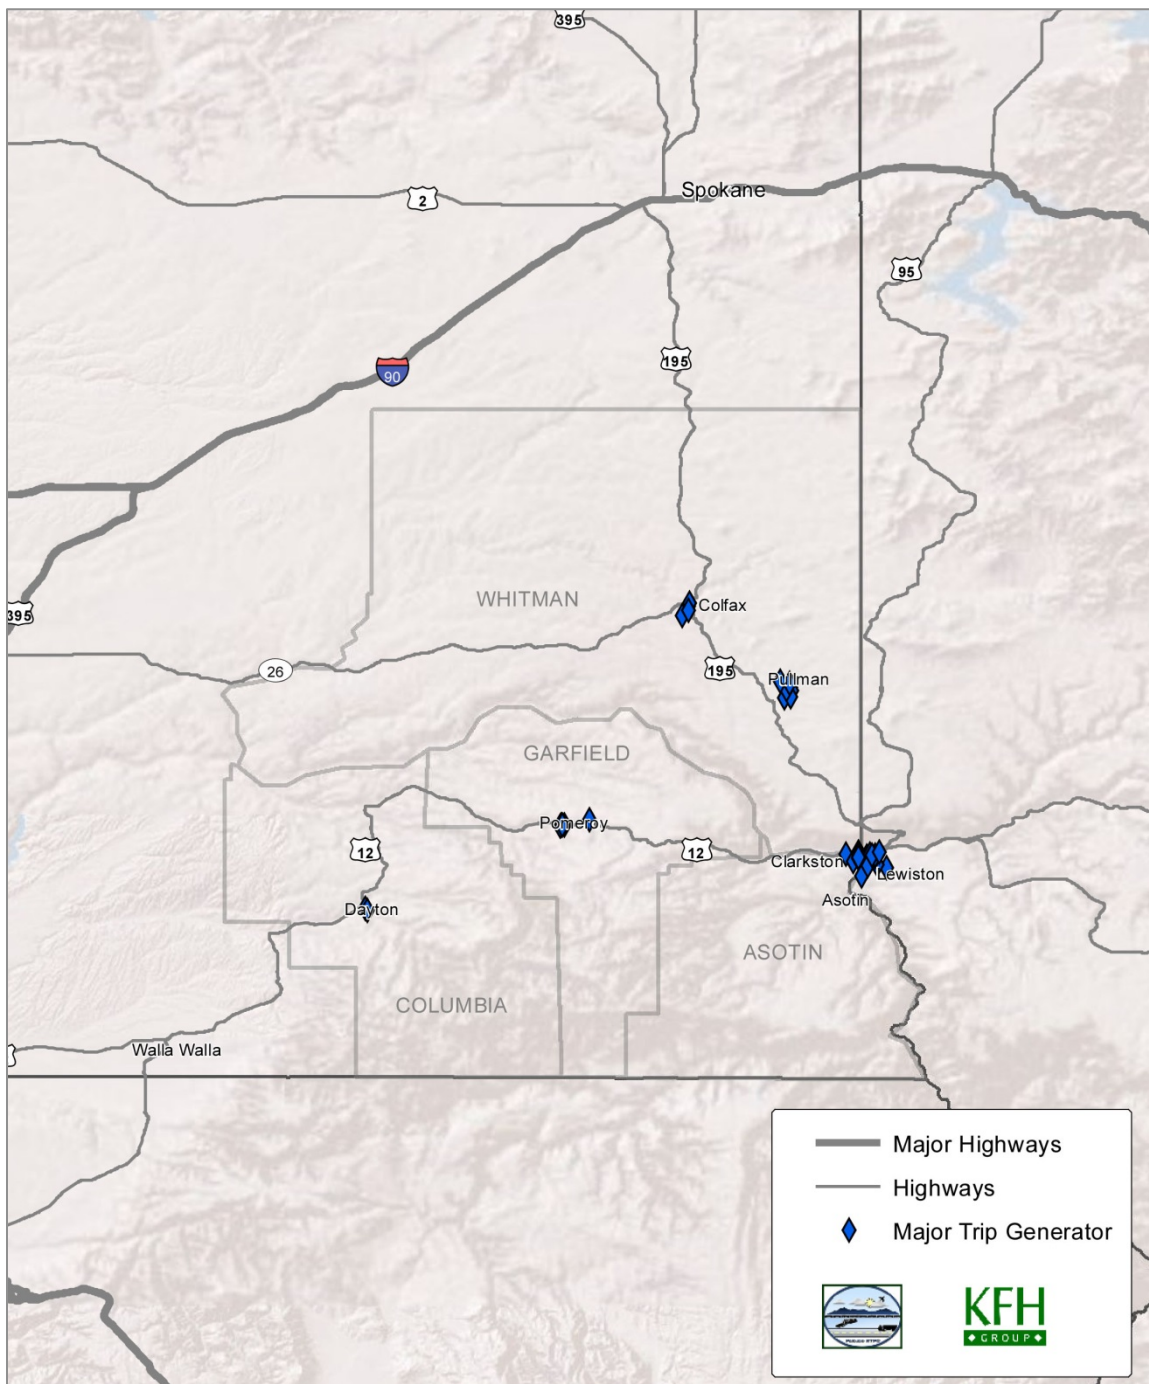 395
Spokane
2
95
195
90
WHITMAN
Colfax
395
26
195
Pullman
GARFIELD
Pomeroy
12
12
Clarkston
Lewiston
Dayton
Asotin
ASOTIN
COLUMBIA
Walla Walla
Major Highways
Highways
Major Trip Generator
KFH
GROUP